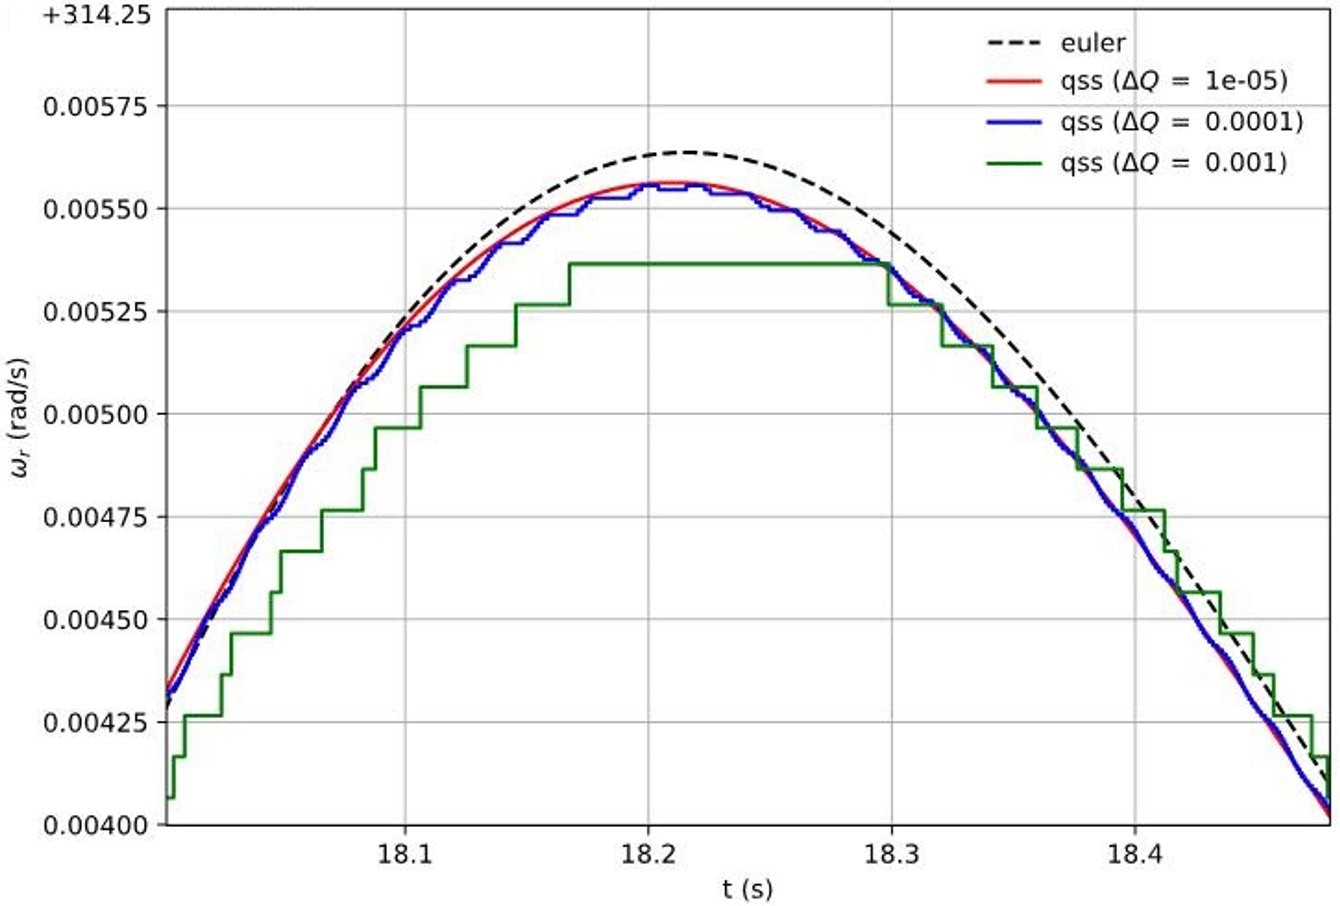 +314.25
0.00575
0.00550
0.00525
0.00500
0.00475
0.00450
0.00425
0.00400
ωr (rad/s)
18.1 18.2 18.3 18.4
t (s)
euler
qss (ΔQ = 1e-05)
qss (ΔQ = 0.0001)
qss (ΔQ = 0.001)